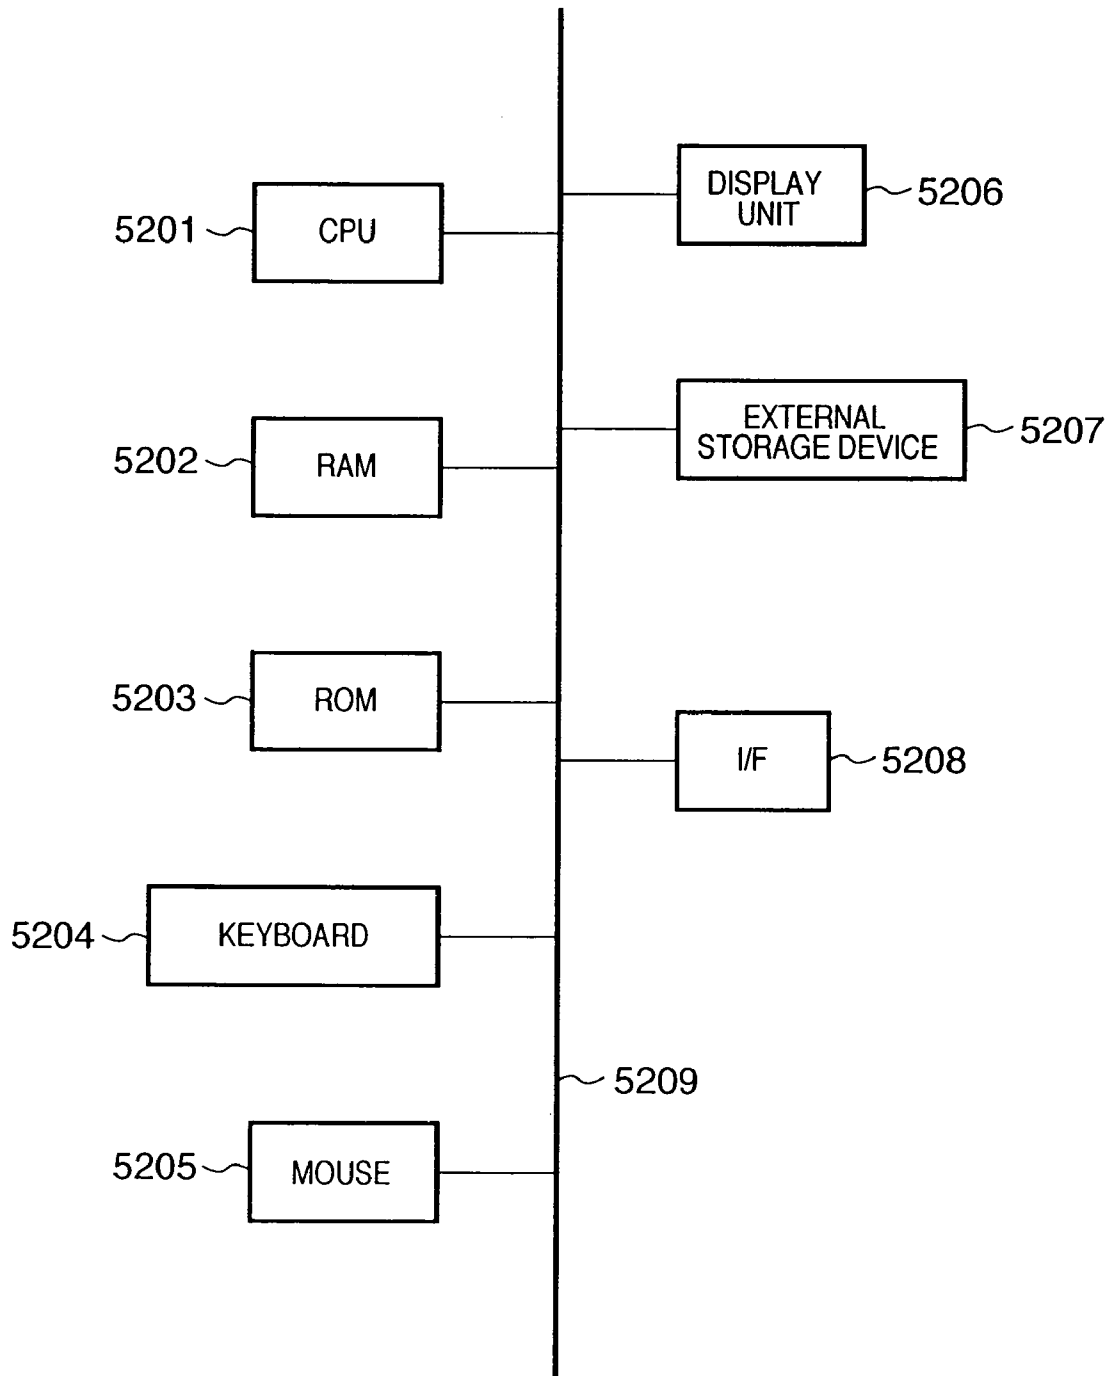 5201
CPU
DISPLAY
UNIT
5206
5202
RAM
EXTERNAL
STORAGE DEVICE
5207
5203
ROM
I/F
5208
5204
KEYBOARD
5209
5205
MOUSE